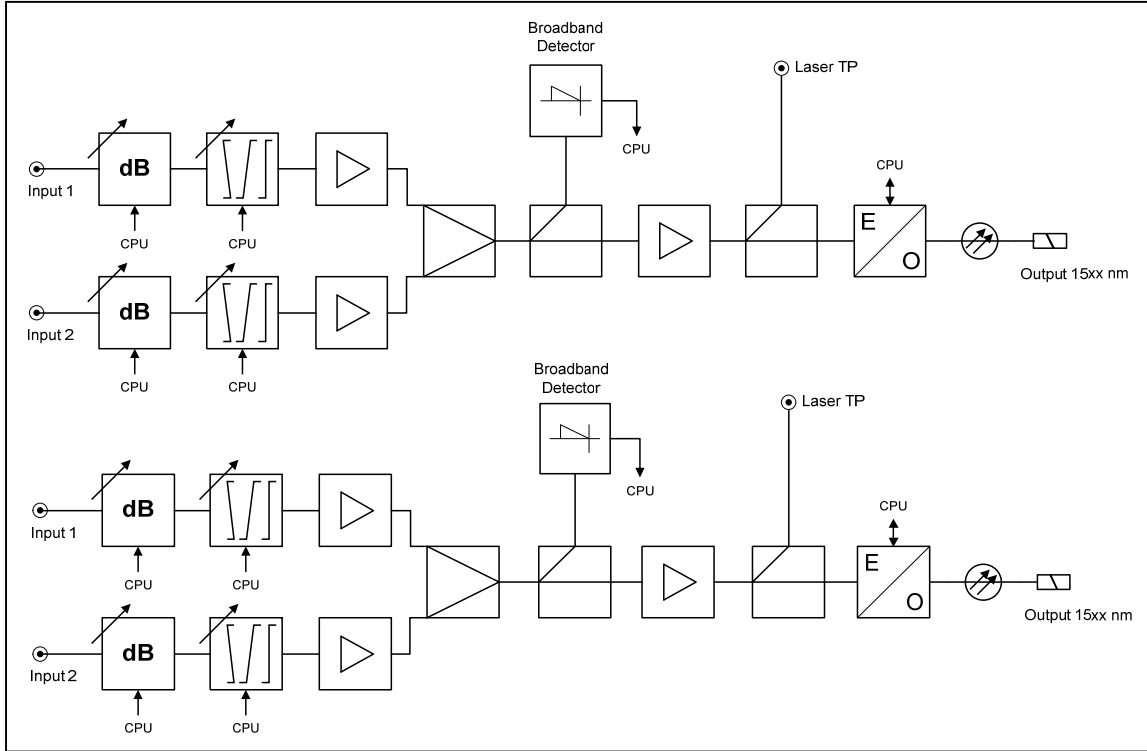 Broadband
Detector
Laser TP
CPU
CPU
dB
Input 1
CPU
CPU
E
O
Output 15xx nm
dB
Input 2
CPU
CPU
Broadband
Detector
Laser TP
CPU
CPU
dB
Input 1
CPU
CPU
E
O
Output 15xx nm
dB
Input 2
CPU
CPU